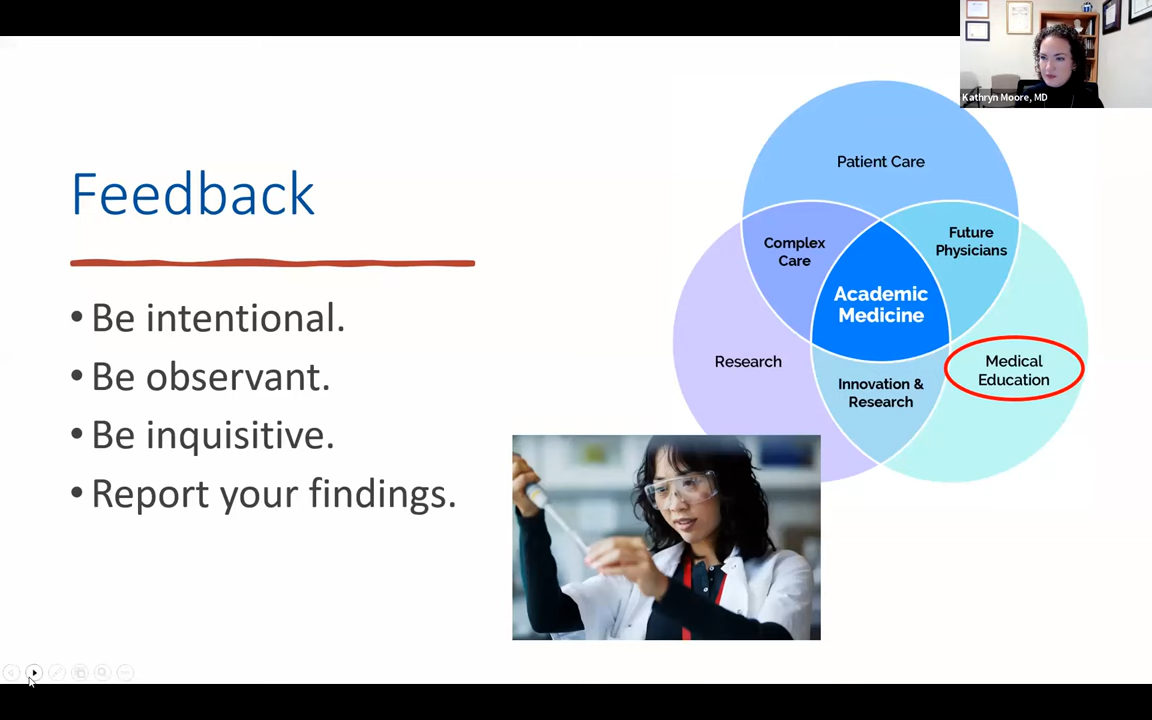 Kathryn Moore, MD
Feedback
• Be intentional.
• Be observant.
• Be inquisitive.
• Report your findings.
Patient Care
Complex
Care
Future
Physicians
Academic
Medicine
Research
Medical
Education
Innovation &
Research